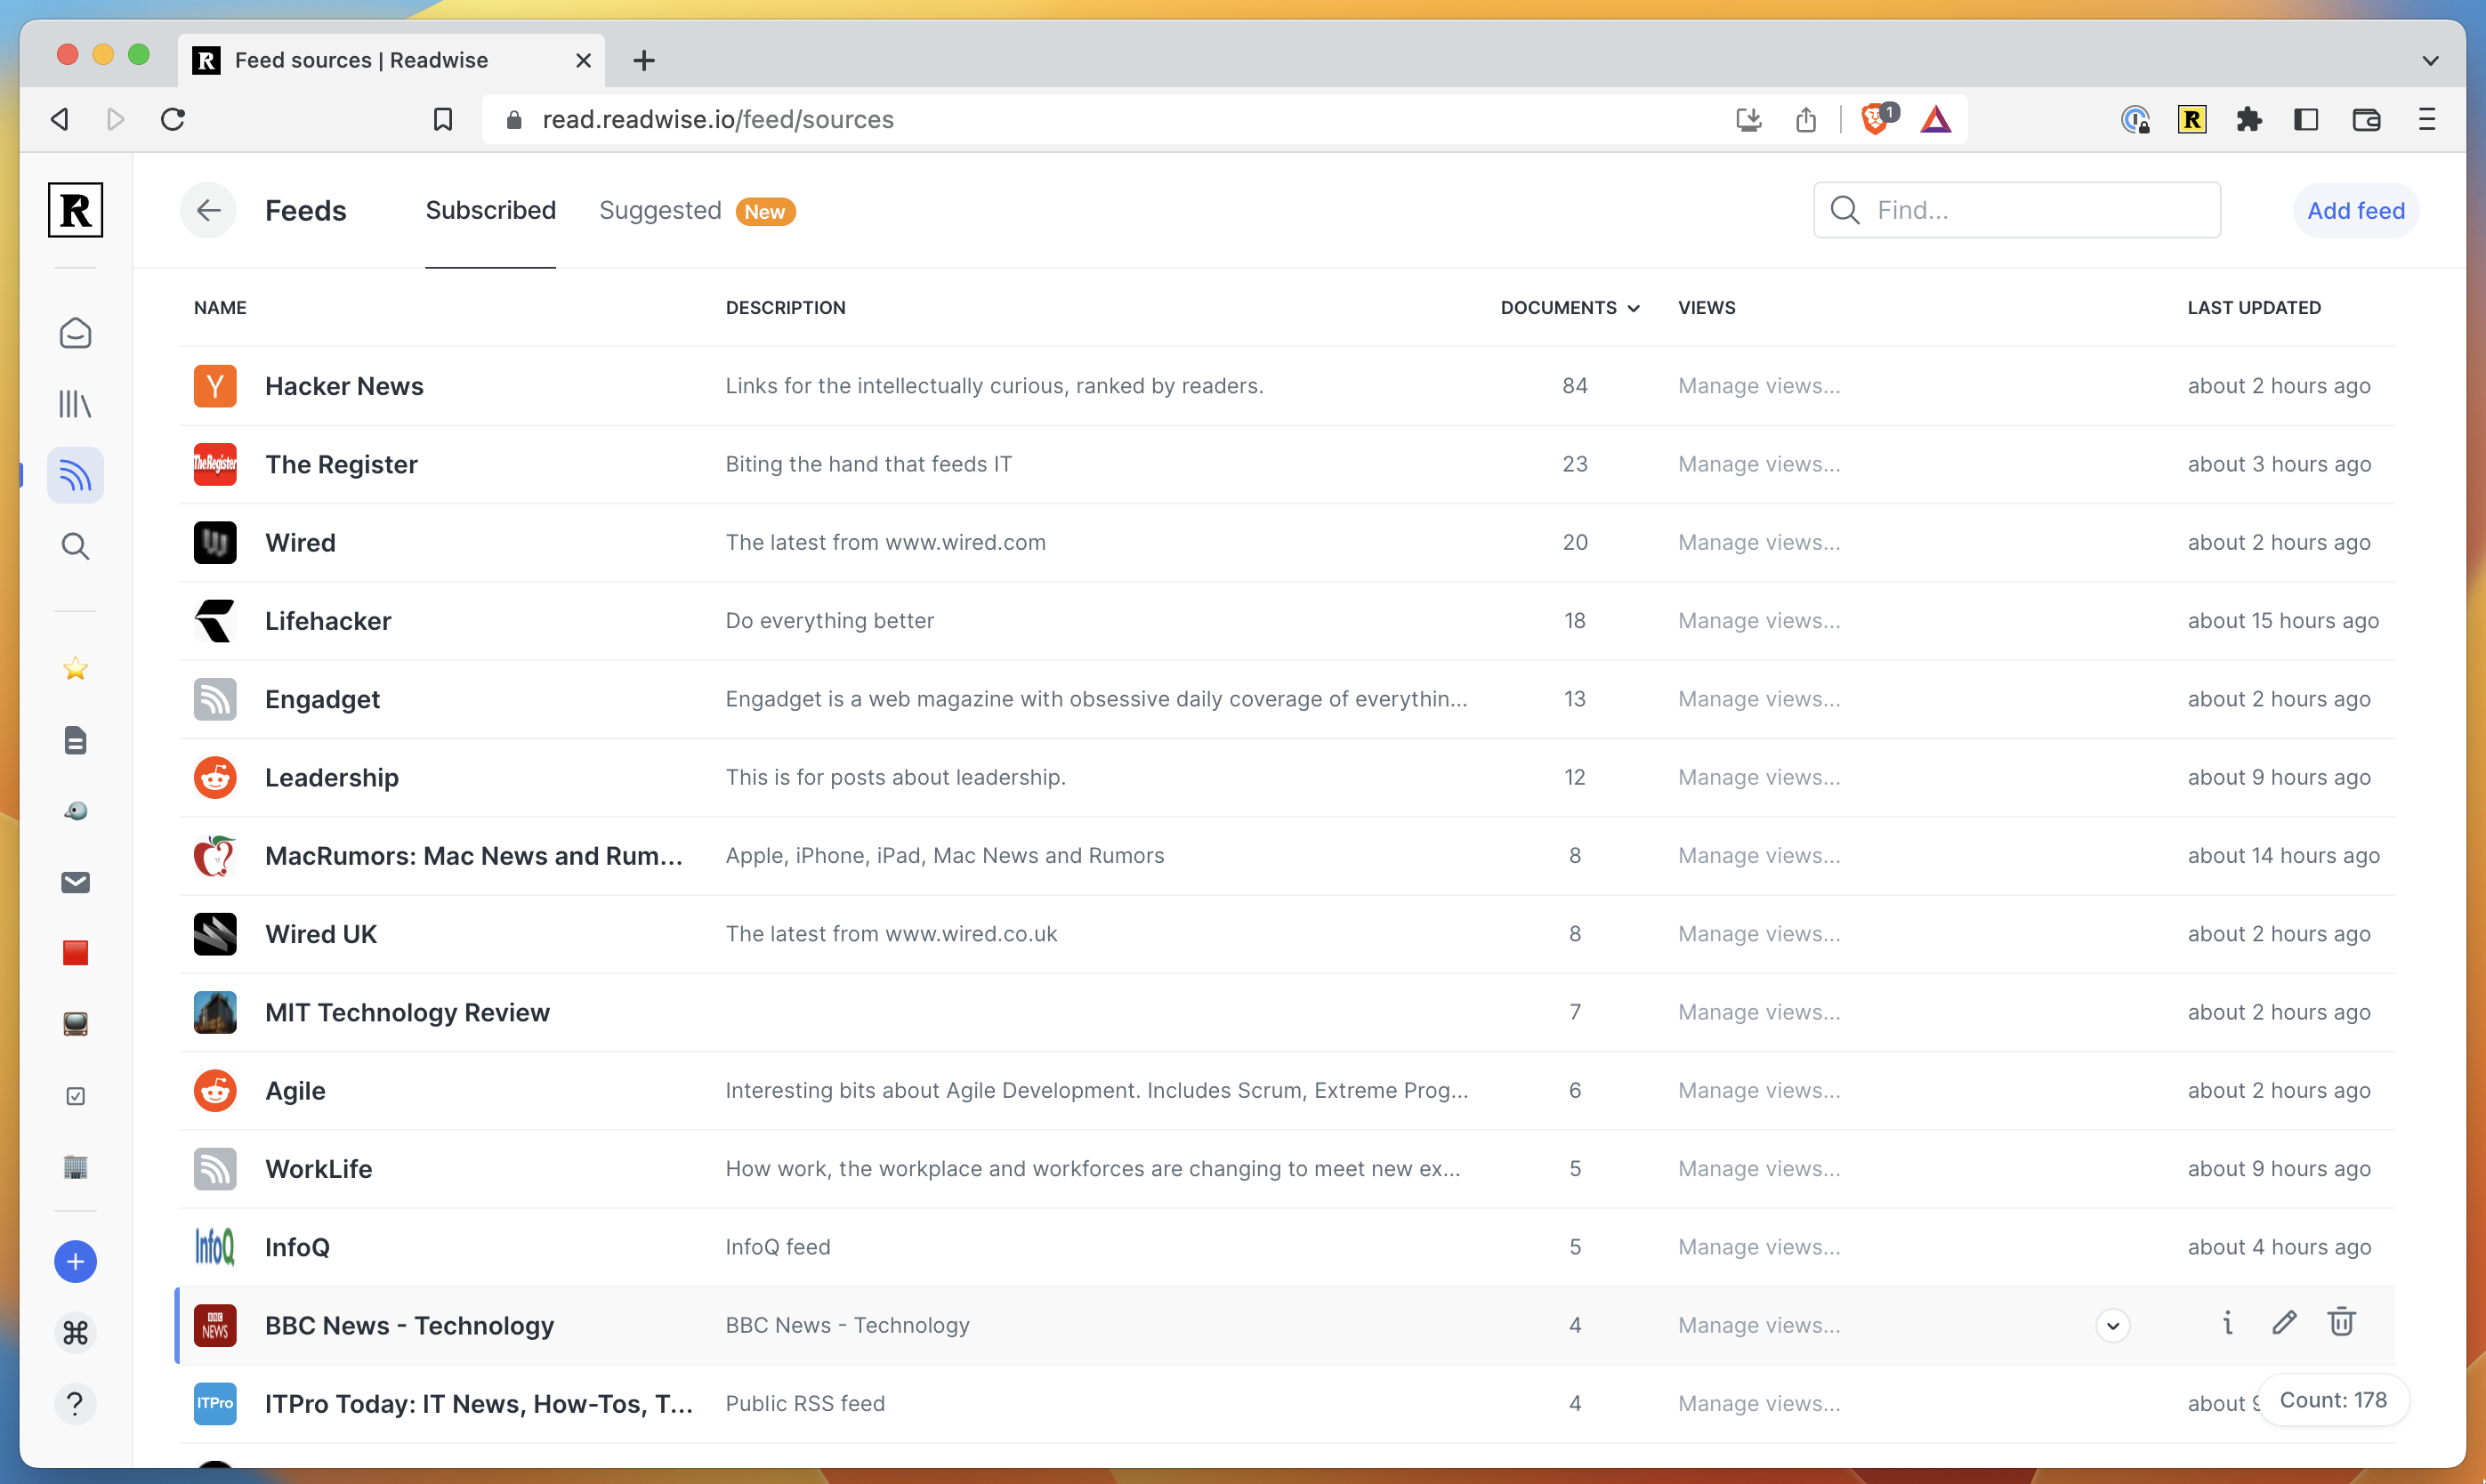 Feed sources | Readwise
read.readwise.io/feed/sources
1
R
R
Feeds
Subscribed
Suggested New
Find...
Add feed
NAME DESCRIPTION DOCUMENTS VIEWS LAST UPDATED
Y Hacker News Links for the intellectually curious, ranked by readers. 84 Manage views... about 2 hours ago
The Register The Register Biting the hand that feeds IT 23 Manage views... about 3 hours ago
Wired The latest from www.wired.com 20 Manage views... about 2 hours ago
Lifehacker Do everything better 18 Manage views... about 15 hours ago
Engadget Engadget is a web magazine with obsessive daily coverage of everythin... 13 Manage views... about 2 hours ago
Leadership This is for posts about leadership. 12 Manage views... about 9 hours ago
MacRumors: Mac News and Rum... Apple, iPhone, iPad, Mac News and Rumors 8 Manage views... about 14 hours ago
Wired UK The latest from www.wired.co.uk 8 Manage views... about 2 hours ago
MIT Technology Review 7 Manage views... about 2 hours ago
Agile Interesting bits about Agile Development. Includes Scrum, Extreme Prog... 6 Manage views... about 2 hours ago
WorkLife How work, the workplace and workforces are changing to meet new ex... 5 Manage views... about 9 hours ago
InfoQ InfoQ InfoQ feed 5 Manage views... about 4 hours ago
BBC NEWS BBC News - Technology BBC News - Technology 4 Manage views...
ITPro ITPro Today: IT News, How-Tos, T... Public RSS feed 4 Manage views... about 9
Count: 178